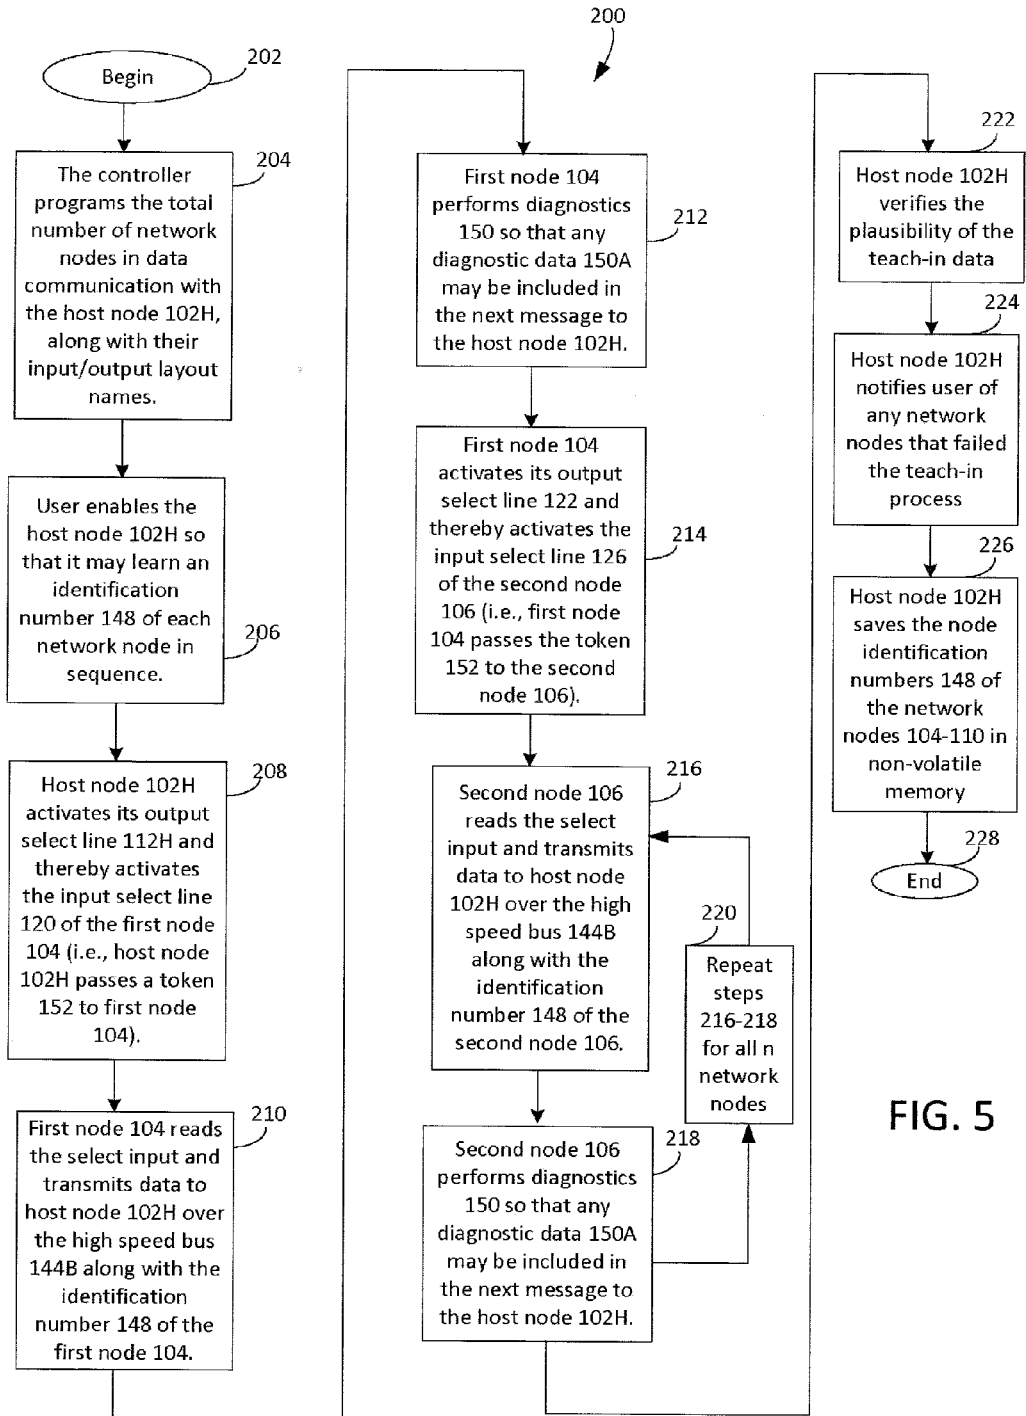 200
Begin
202
The controller
programs the total
number of network
nodes in data
communication with
the host node 102H,
along with their
input/output layout
names.
204
User enables the
host node 102H so
that it may learn an
identification
number 148 of each
network node in
sequence.
206
Host node 102H
activates its output
select line 112H and
thereby activates
the input select line
120 of the first node
104 (i.e., host node
102H passes a token
152 to first node
104).
208
First node 104 reads
the select input and
transmits data to
host node 102H over
the high speed bus
144B along with the
identification
number 148 of the
first node 104.
210
First node 104
performs diagnostics
150 so that any
diagnostic data 150A
may be included in
the next message to
the host node 102H.
212
First node 104
activates its output
select line 122 and
thereby activates the
input select line 126
of the second node
106 (i.e., first node
104 passes the token
152 to the second
node 106).
214
Second node 106
reads the select
input and transmits
data to host node
102H over the high
speed bus 144B
along with the
identification
number 148 of the
second node 106.
216
Second node 106
performs diagnostics
150 so that any
diagnostic data 150A
may be included in
the next message to
the host node 102H.
218
220
Repeat
steps
216-218
for all n
network
nodes
222
Host node 102H
verifies the
plausibility of the
teach-in data
224
Host node 102H
notifies user of
any network
nodes that failed
the teach-in
process
226
Host node 102H
saves the node
identification
numbers 148 of
the network
nodes 104-110 in
non-volatile
memory
228
End
FIG. 5